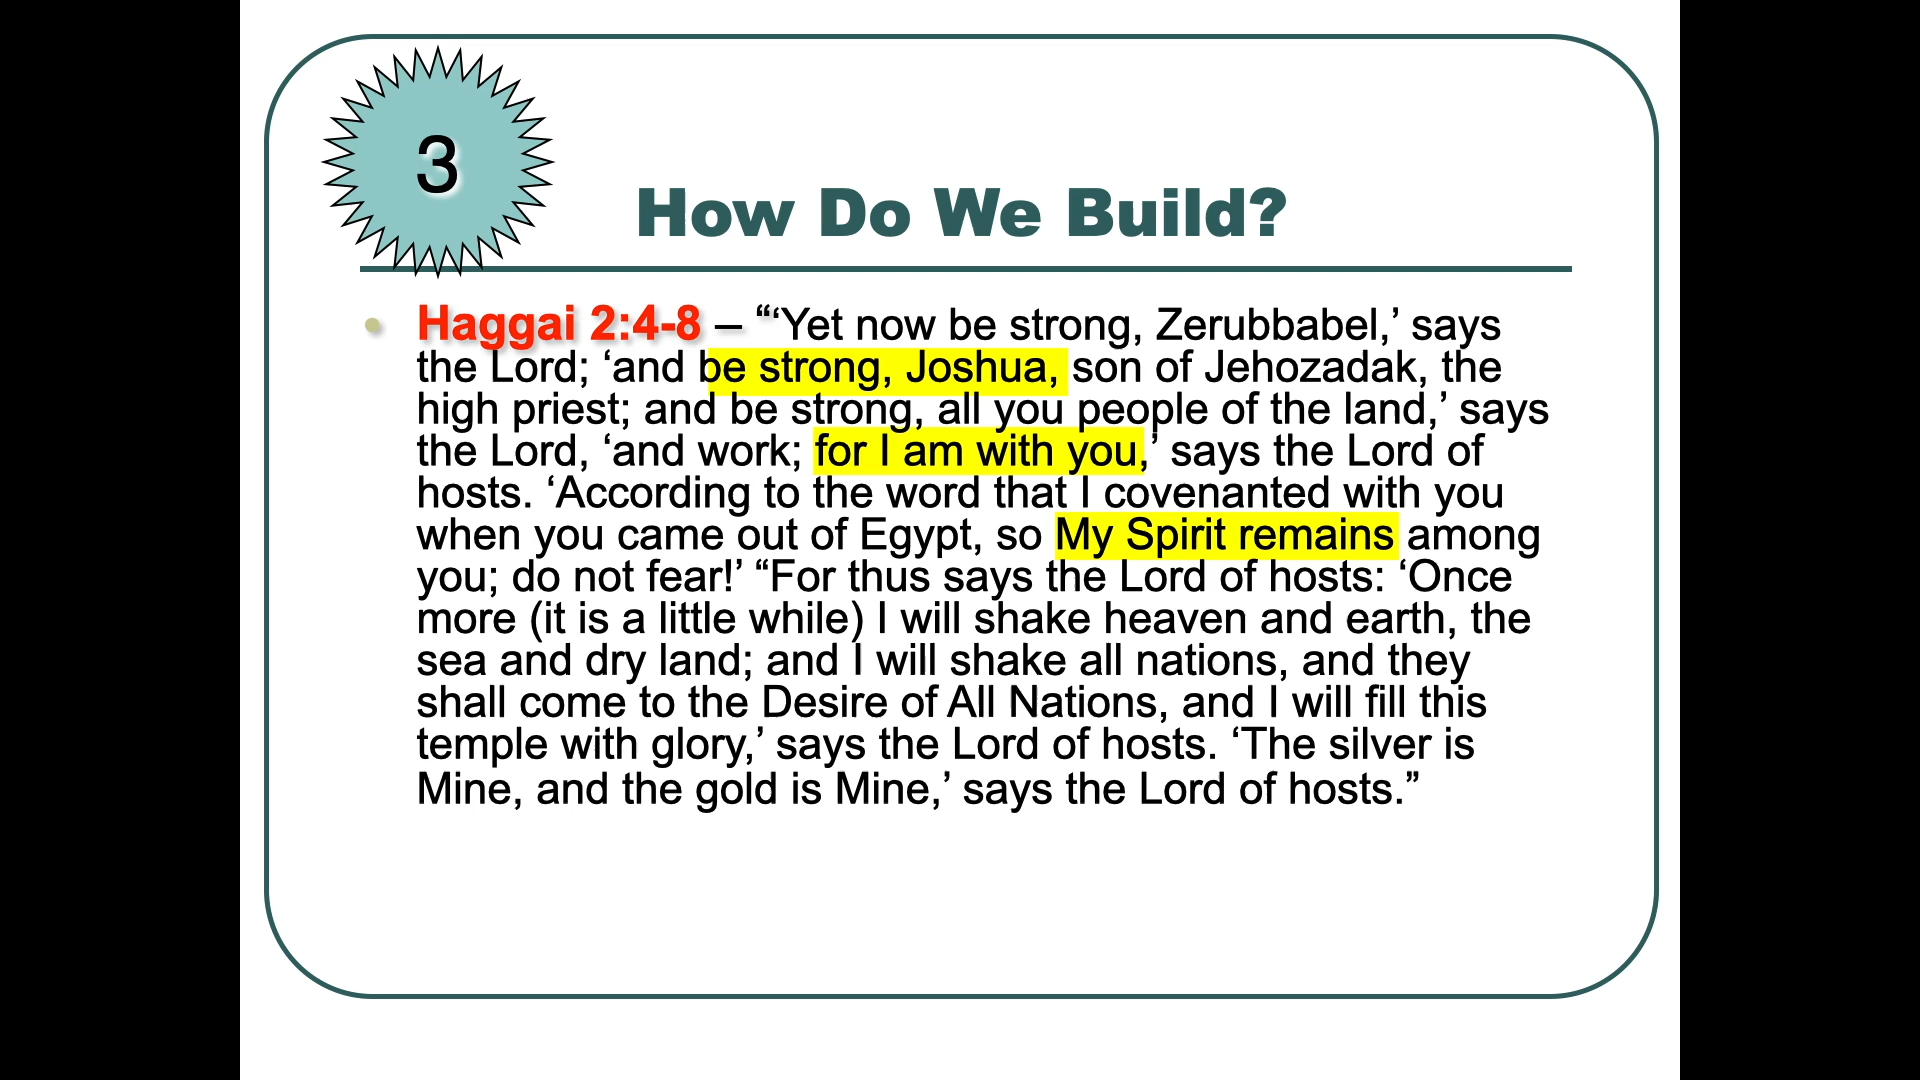 3
How Do We Build?
• Haggai 2:4-8 – “‘Yet now be strong, Zerubbabel,’ says
the Lord; ‘and be strong, Joshua, son of Jehozadak, the
high priest; and be strong, all you people of the land,’ says
the Lord, ‘and work; for I am with you,’ says the Lord of
hosts. ‘According to the word that I covenanted with you
when you came out of Egypt, so My Spirit remains among
you; do not fear!’ “For thus says the Lord of hosts: ‘Once
more (it is a little while) I will shake heaven and earth, the
sea and dry land; and I will shake all nations, and they
shall come to the Desire of All Nations, and I will fill this
temple with glory,’ says the Lord of hosts. ‘The silver is
Mine, and the gold is Mine,’ says the Lord of hosts.”